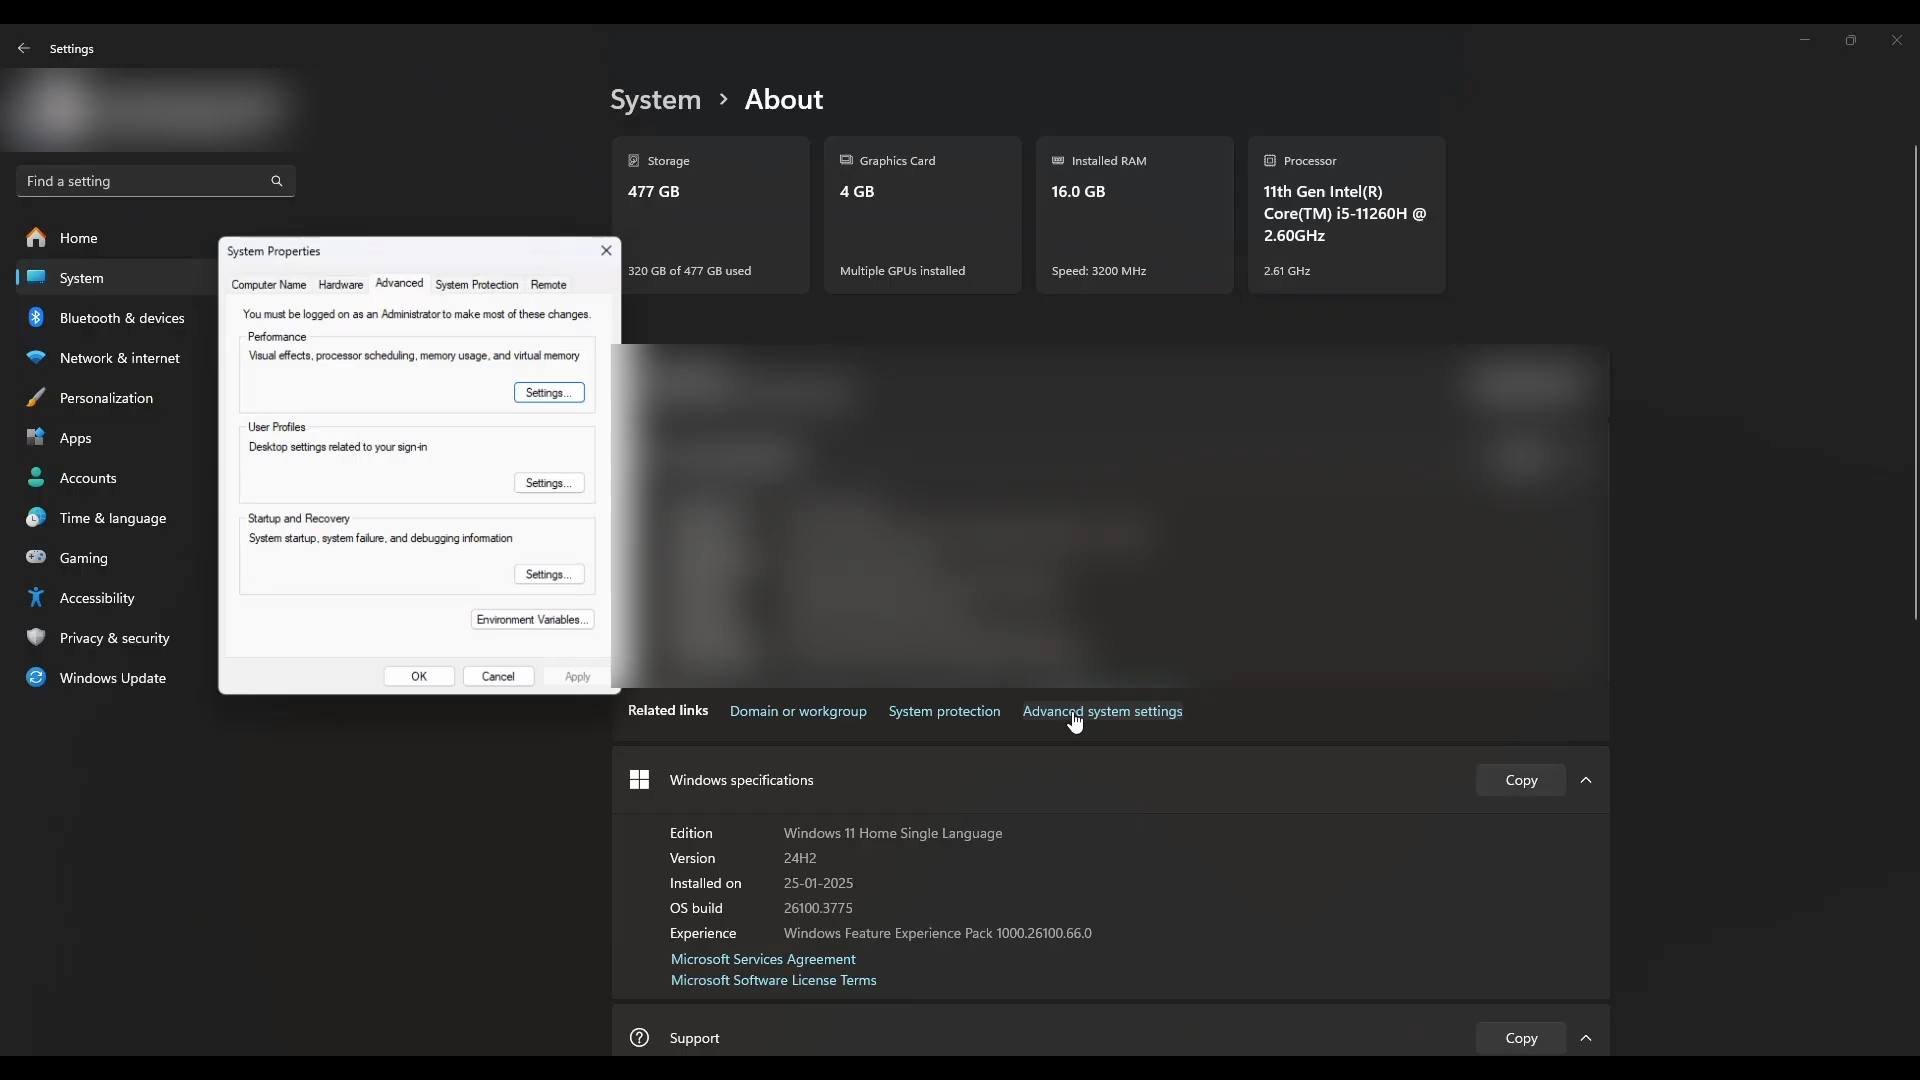 Settings
System > About
Find a setting
Home
System
Bluetooth & devices
Network & internet
Personalization
Apps
Accounts
Time & language
Gaming
Accessibility
Privacy & security
Windows Update
Storage
477 GB
320 GB of 477 GB used
Graphics Card
4 GB
Multiple GPUs installed
Installed RAM
16.0 GB
Speed: 3200 MHz
Processor
11th Gen Intel(R)
Core(TM) i5-11260H @
2.60GHz
2.61 GHz
System Properties
Computer Name Hardware Advanced System Protection Remote
You must be logged on as an Administrator to make most of these changes.
Performance
Visual effects, processor scheduling, memory usage, and virtual memory
Settings...
User Profiles
Desktop settings related to your sign-in
Settings...
Startup and Recovery
System startup, system failure, and debugging information
Settings...
Environment Variables...
OK Cancel Apply
Related links Domain or workgroup System protection Advanced system settings
Windows specifications Copy
Edition Windows 11 Home Single Language
Version 24H2
Installed on 25-01-2025
OS build 26100.3775
Experience Windows Feature Experience Pack 1000.26100.66.0
Microsoft Services Agreement
Microsoft Software License Terms
Support Copy